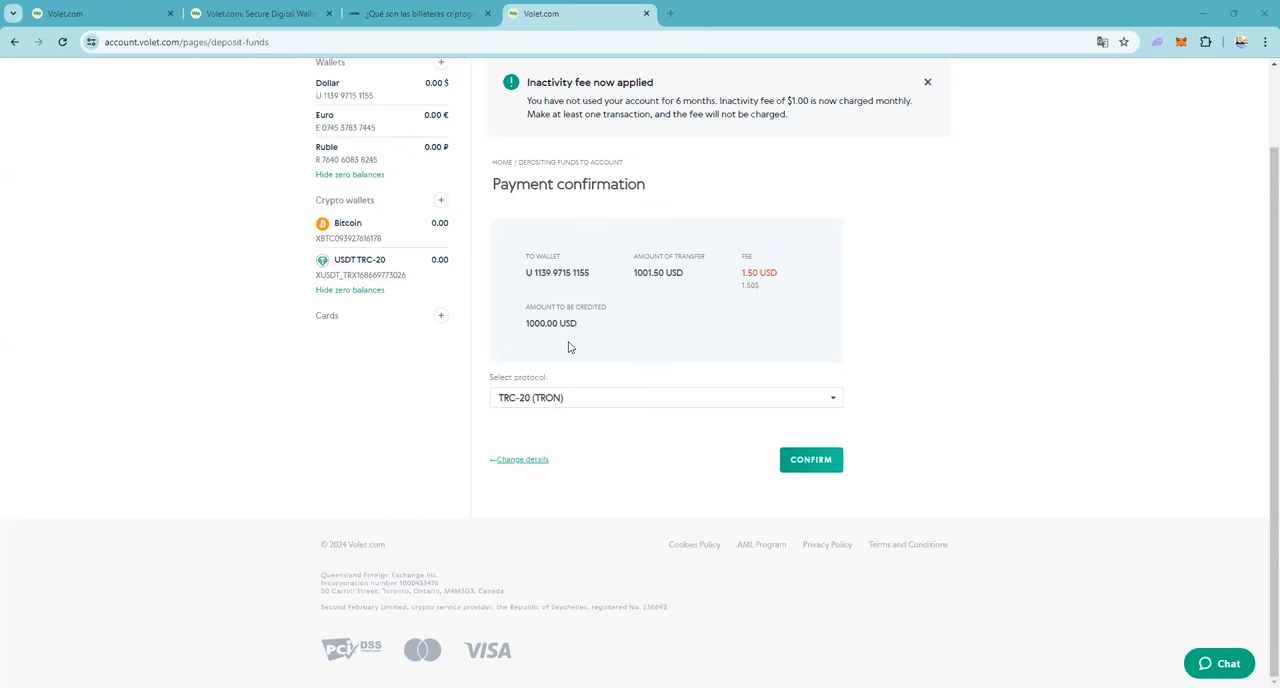 Volet.com
Volet.com: Secure Digital Walle
¿Qué son las billeteras criptog
Volet.com
account.volet.com/pages/deposit-funds
Wallets
Dollar 0.00 $
U 1139 9715 1155
Euro 0.00 €
E 0745 3783 7445
Ruble 0.00 ₽
R 7640 6083 8245
Hide zero balances
Crypto wallets
Bitcoin 0.00
XBTC093927616178
USDT TRC-20 0.00
XUSDT_TRX168669773026
Hide zero balances
Cards
Inactivity fee now applied
You have not used your account for 6 months. Inactivity fee of $1.00 is now charged monthly.
Make at least one transaction, and the fee will not be charged.
HOME / DEPOSITING FUNDS TO ACCOUNT
Payment confirmation
TO WALLET AMOUNT OF TRANSFER FEE
U 1139 9715 1155 1001.50 USD 1.50 USD
1.50$
AMOUNT TO BE CREDITED
1000.00 USD
Select protocol:
TRC-20 (TRON)
←Change details
CONFIRM
© 2024 Volet.com
Cookies Policy AML Program Privacy Policy Terms and Conditions
Queensland Foreign Exchange Inc.
Incorporation number 1000433476
50 Carroll Street, Toronto, Ontario, M4M3G3, Canada
Second February Limited, crypto service provider, the Republic of Seychelles, registered No. 236692
PCI DSS
COMPLIANT
VISA
Chat